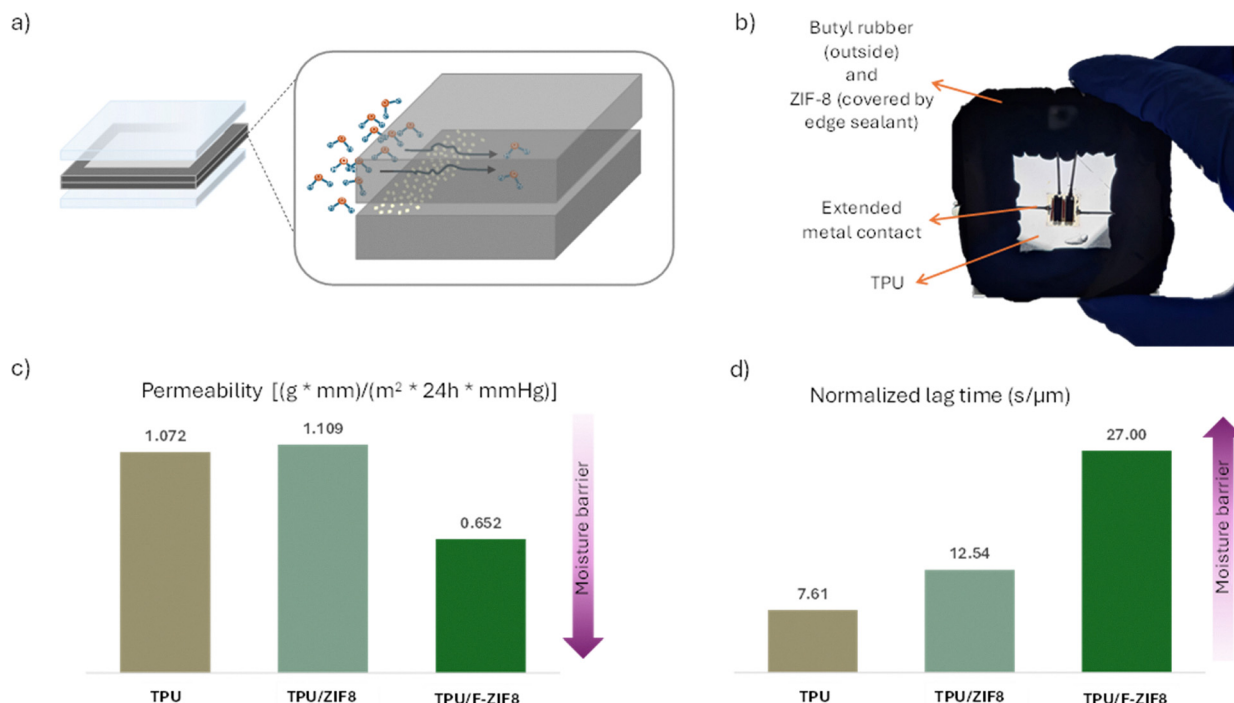 a)
b)
Butyl rubber
(outside)
and
ZIF-8 (covered by
edge sealant)
Extended
metal contact
TPU
c)
Permeability [(g * mm)/(m² * 24h * mmHg)]
1.072
1.109
0.652
Moisture barrier
TPU
TPU/ZIF8
TPU/F-ZIF8
d)
Normalized lag time (s/μm)
7.61
12.54
27.00
Moisture barrier
TPU
TPU/ZIF8
TPU/F-ZIF8